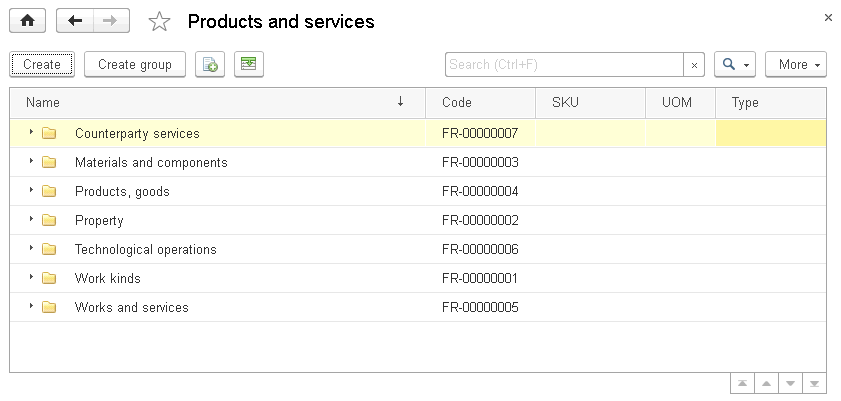 Products and services
Create Create group Search (Ctrl+F) More
Name Code SKU UOM Type
Counterparty services FR-00000007
Materials and components FR-00000003
Products, goods FR-00000004
Property FR-00000002
Technological operations FR-00000006
Work kinds FR-00000001
Works and services FR-00000005